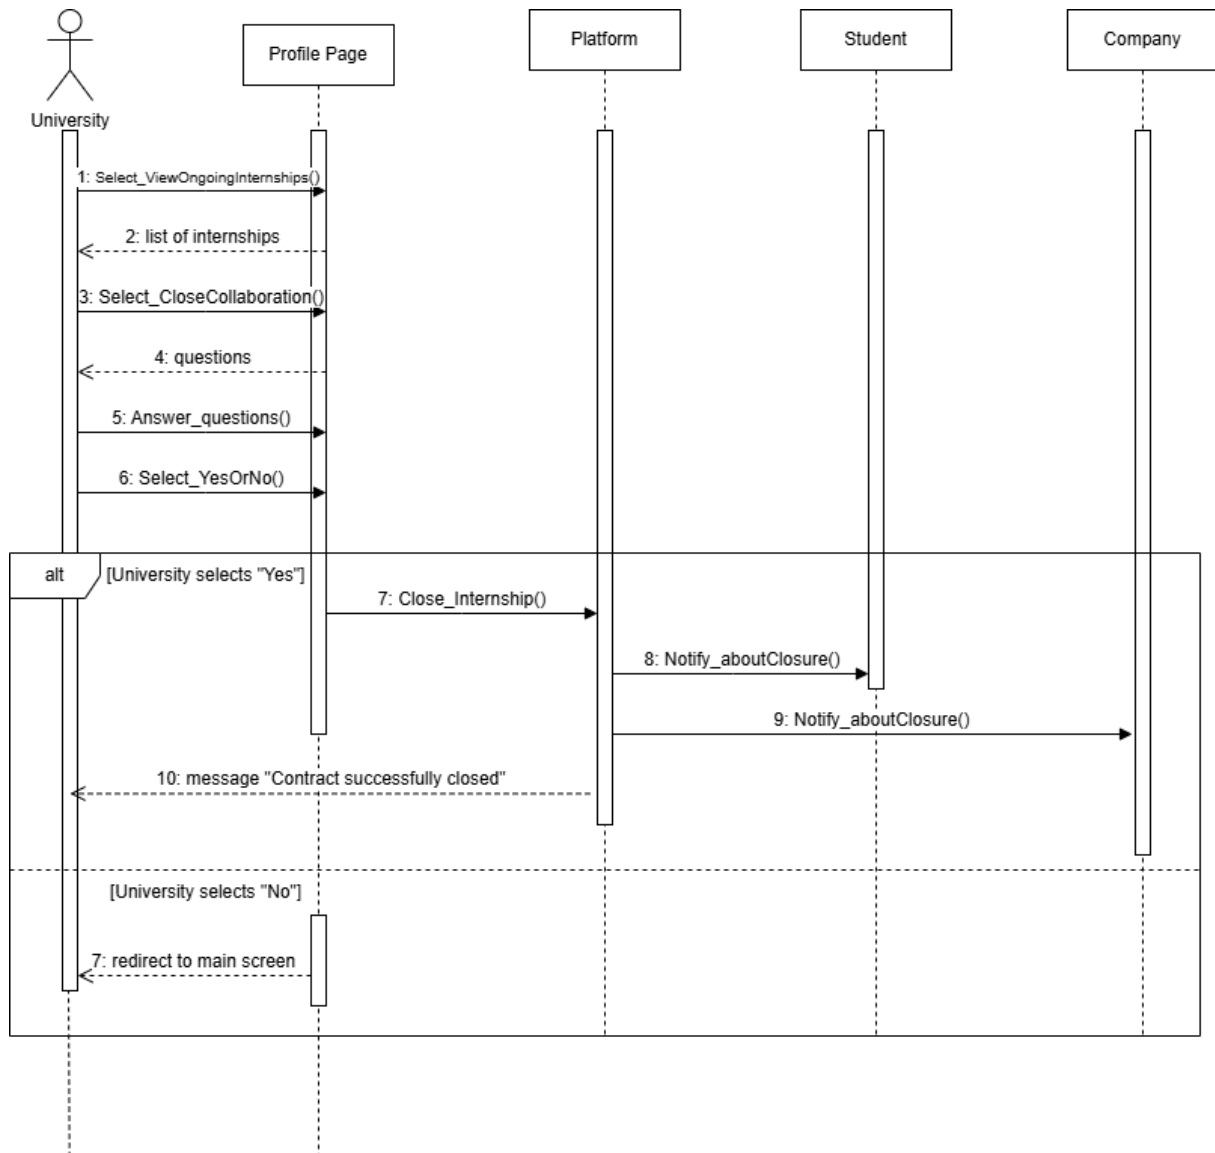 University
Profile Page
Platform
Student
Company
1: Select_ViewOngoingInternships()
2: list of internships
3: Select_CloseCollaboration()
4: questions
5: Answer_questions()
6: Select_YesOrNo()
alt
[University selects "Yes"]
7: Close_Internship()
8: Notify_aboutClosure()
9: Notify_aboutClosure()
10: message "Contract successfully closed"
[University selects "No"]
7: redirect to main screen